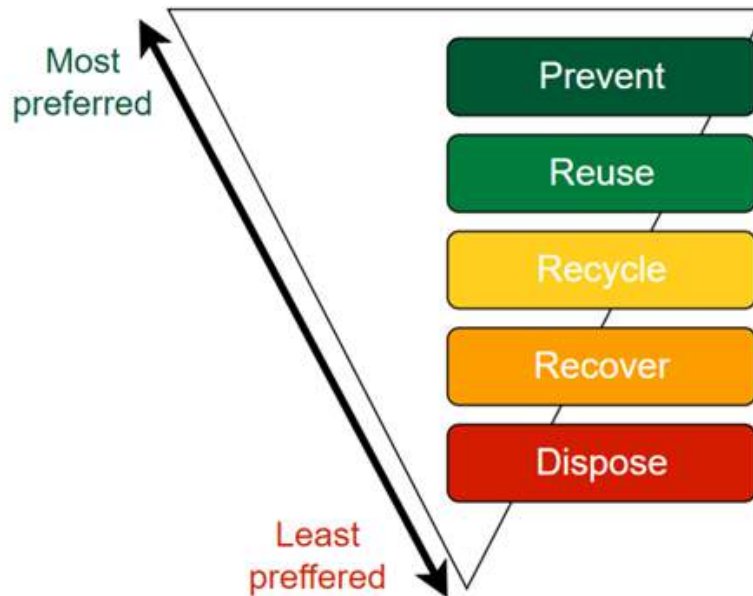 Most
preferred
Prevent
Reuse
Recycle
Recover
Dispose
Least
preffered